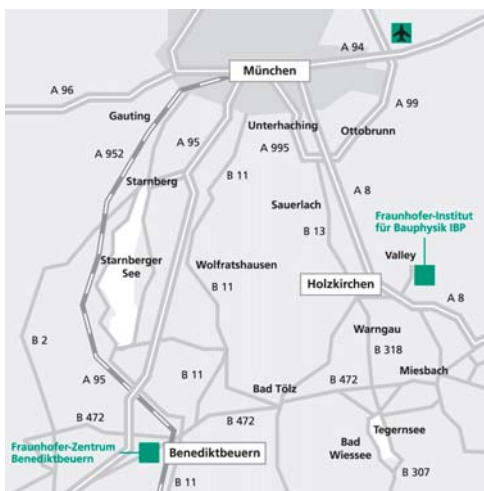 A 94
München
A 96
A 99
Gauting
Unterhaching
Ottobrunn
A 95
A 952
A 995
B 11
Starnberg
A 8
Sauerlach
Fraunhofer-Institut
für Bauphysik IBP
B 13
Valley
Starnberger
See
Wolfratshausen
B 11
Holzkirchen
A 8
Warngau
B 2
B 318
Miesbach
A 95
B 11
Bad Tölz
B 472
B 472
B 472
Tegernsee
Fraunhofer-Zentrum
Benediktbeuern
Benediktbeuern
Bad
Wiessee
B 307
B 11